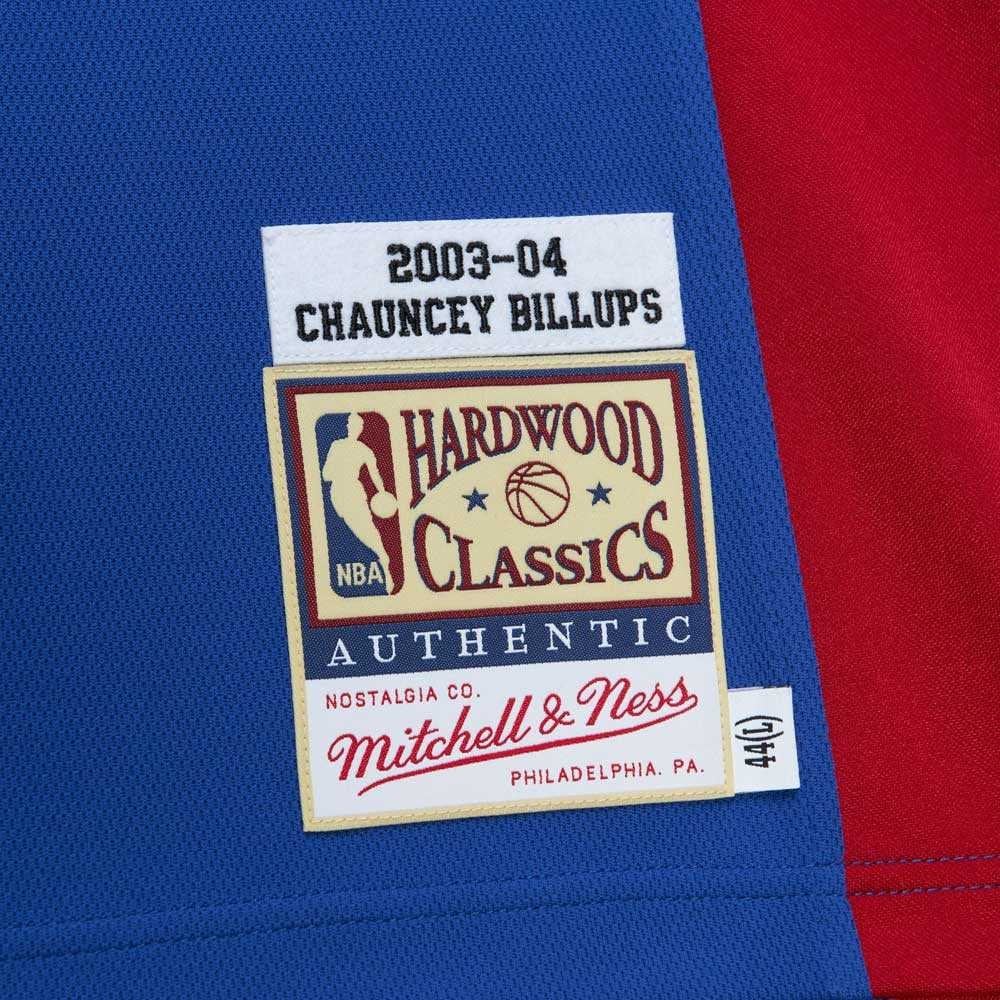 2003-04
CHAUNCEY BILLUPS
HARDWOOD
CLASSICS
NBA
AUTHENTIC
NOSTALGIA CO.
Mitchell & Ness
PHILADELPHIA. PA.
44(L)